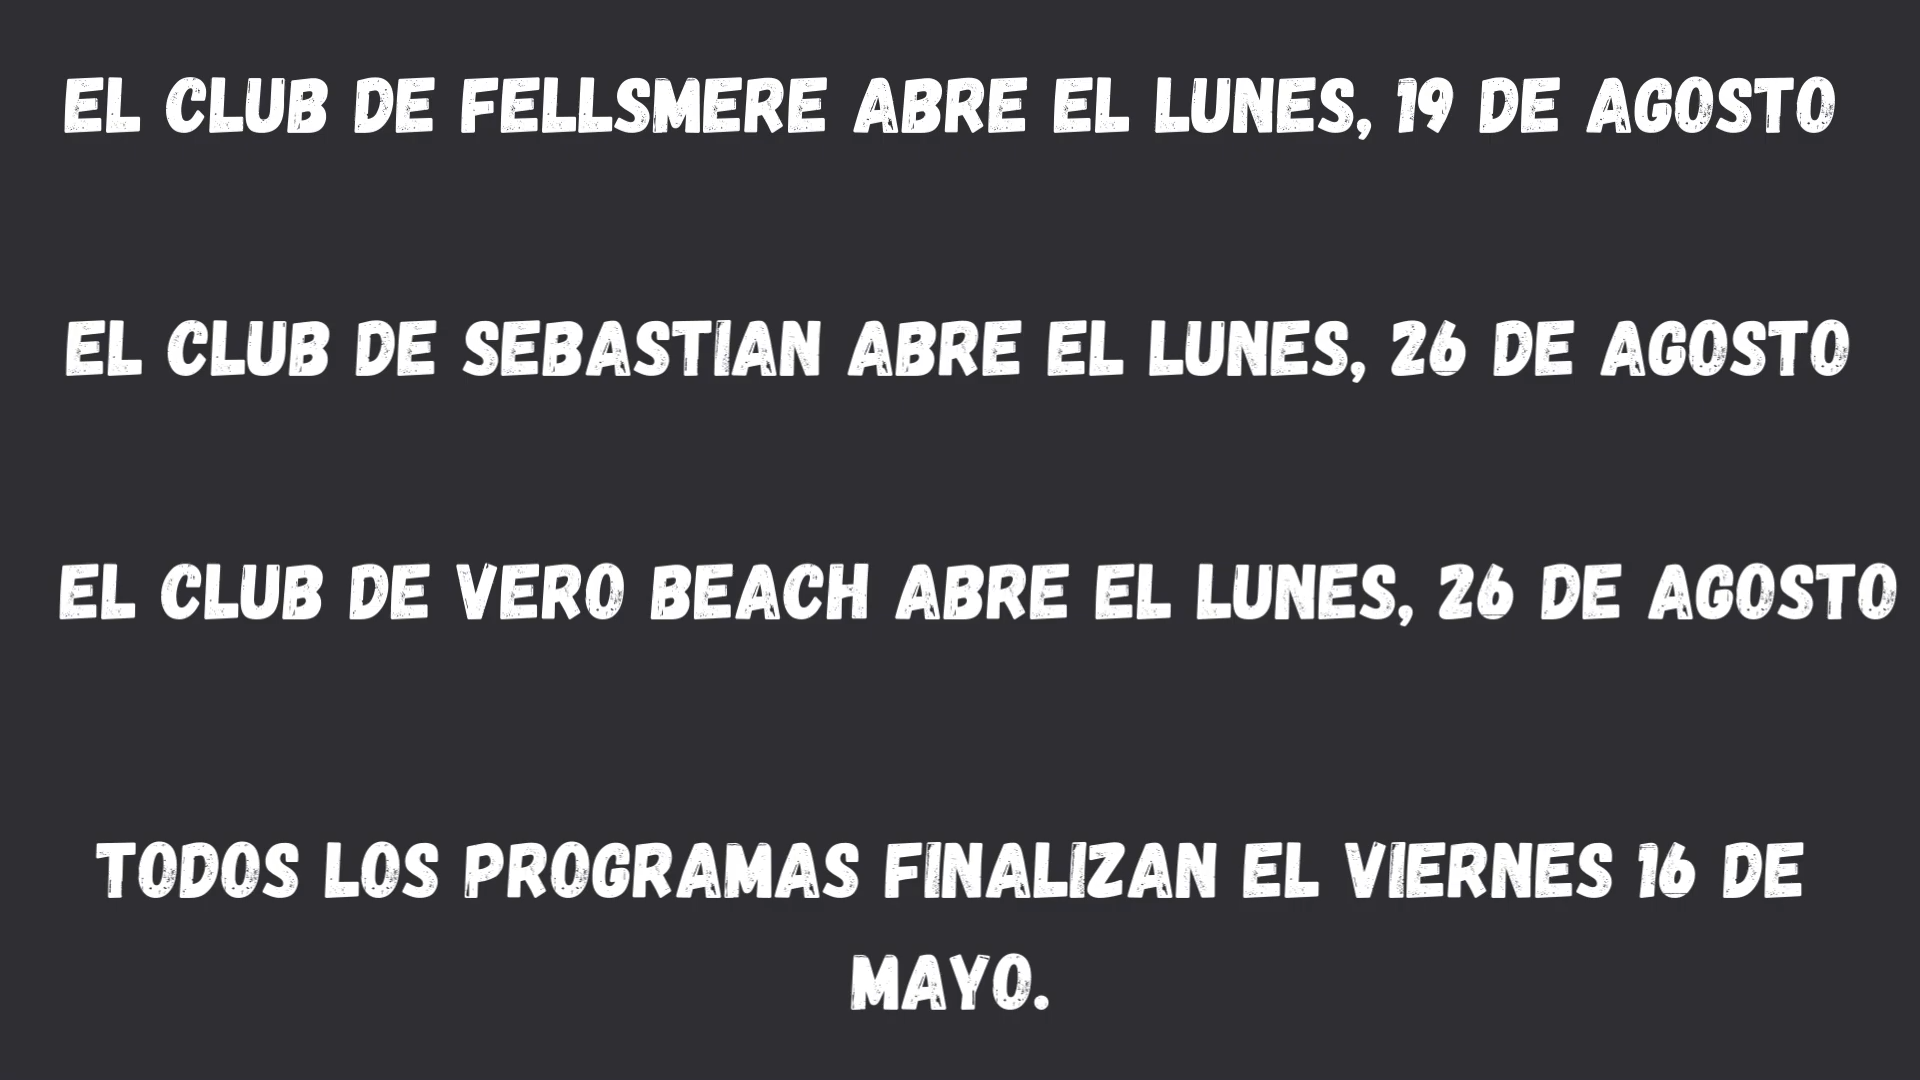 EL CLUB DE FELLSMERE ABRE EL LUNES, 19 DE AGOSTO
EL CLUB DE SEBASTIAN ABRE EL LUNES, 26 DE AGOSTO
EL CLUB DE VERO BEACH ABRE EL LUNES, 26 DE AGOSTO
TODOS LOS PROGRAMAS FINALIZAN EL VIERNES 16 DE
MAYO.